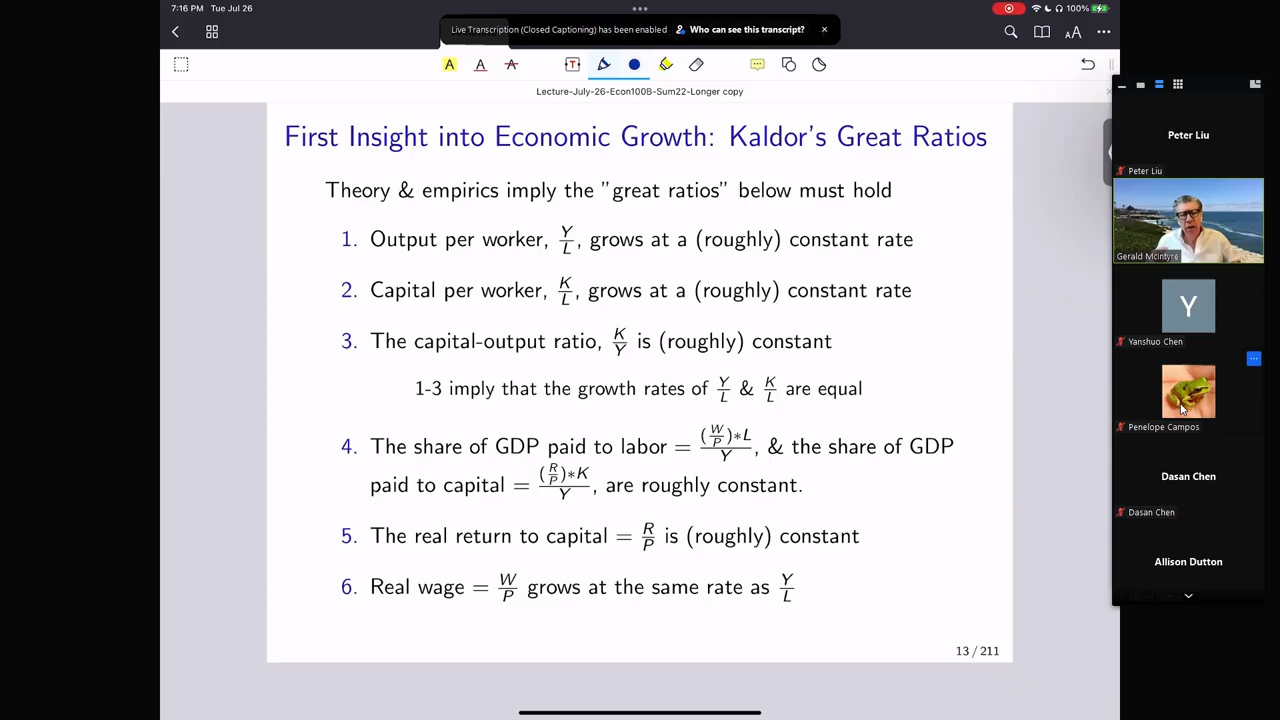 7:16 PM Tue Jul 26
100%
Live Transcription (Closed Captioning) has been enabled Who can see this transcript? ×
A A A T
AA
Lecture-July-26-Econ100B-Sum22-Longer copy
First Insight into Economic Growth: Kaldor's Great Ratios
Theory & empirics imply the "great ratios" below must hold
1. Output per worker, Y/L, grows at a (roughly) constant rate
2. Capital per worker, K/L, grows at a (roughly) constant rate
3. The capital-output ratio, K/Y is (roughly) constant
1-3 imply that the growth rates of Y/L & K/L are equal
4. The share of GDP paid to labor = (W/P)*L/Y, & the share of GDP
paid to capital = (R/P)*K/Y, are roughly constant.
5. The real return to capital = R/P is (roughly) constant
6. Real wage = W/P grows at the same rate as Y/L
13 / 211
Peter Liu
Peter Liu
Gerald McIntyre
Y
Yanshuo Chen
Penelope Campos
Dasan Chen
Dasan Chen
Allison Dutton